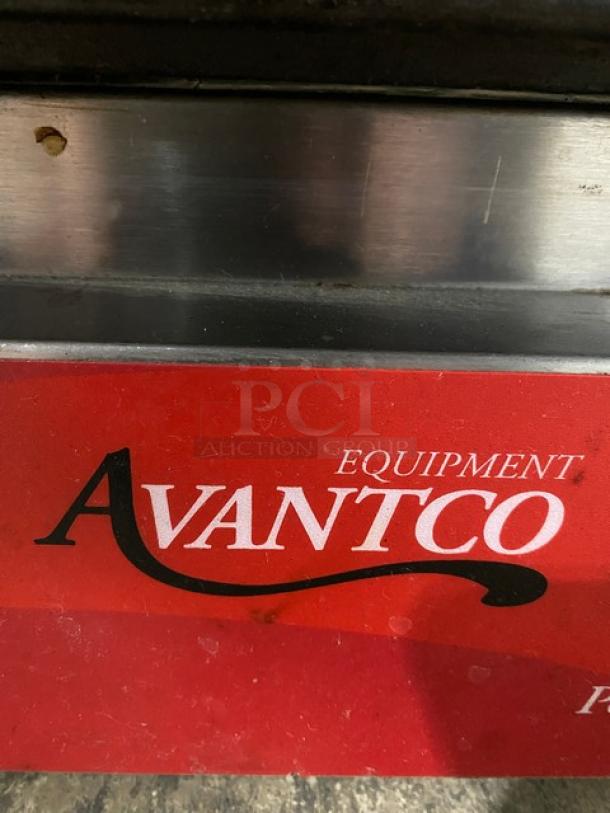 PCI
AUCTION GROUP
EQUIPMENT
AVANTCO